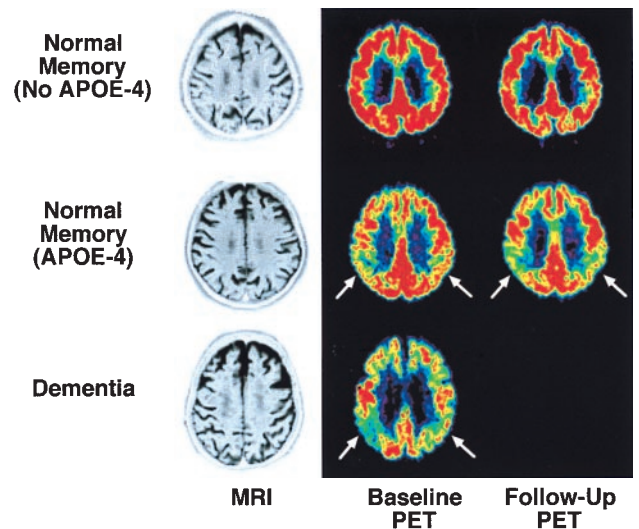 Normal
Memory
(No APOE-4)
Normal
Memory
(APOE-4)
Dementia
MRI
Baseline
PET
Follow-Up
PET